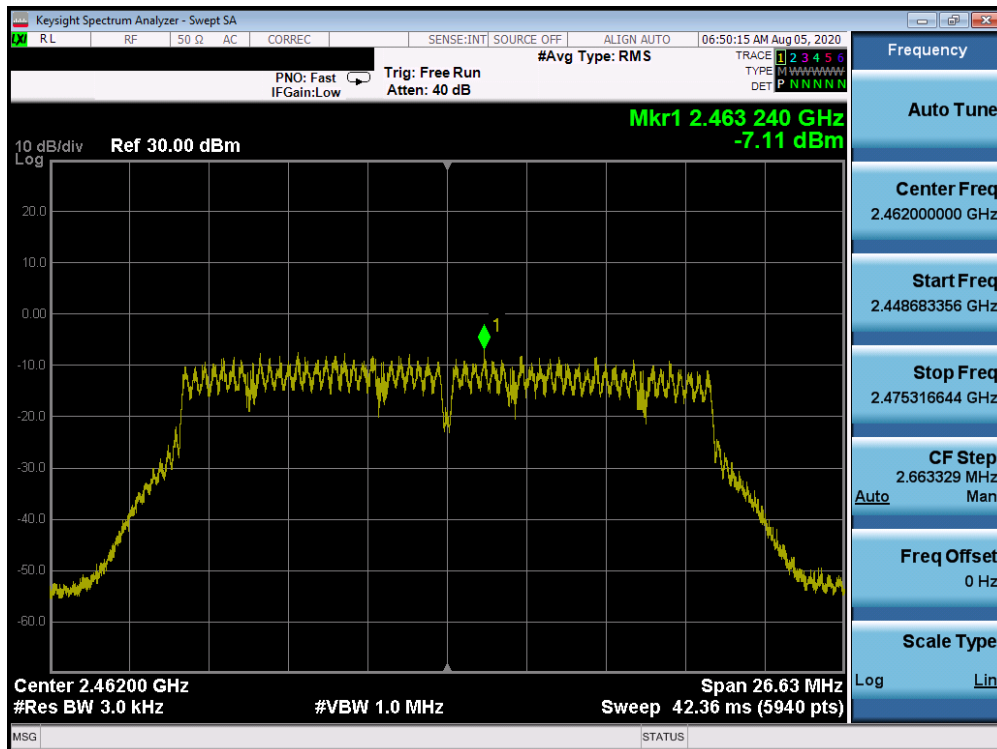 Keysight Spectrum Analyzer - Swept SA
LXI RL RF 50 Ω AC CORREC SENSE:INT SOURCE OFF ALIGN AUTO 06:50:15 AM Aug 05, 2020
PNO: Fast Trig: Free Run #Avg Type: RMS TRACE 1 2 3 4 5 6
IFGain:Low Atten: 40 dB TYPE M WWWWW
DET P N N N N N
Mkr1 2.463 240 GHz
-7.11 dBm
10 dB/div Ref 30.00 dBm
Log
20.0
10.0
0.00
-10.0
-20.0
-30.0
-40.0
-50.0
-60.0
1
Center 2.46200 GHz Span 26.63 MHz
#Res BW 3.0 kHz #VBW 1.0 MHz Sweep 42.36 ms (5940 pts)
MSG STATUS
Frequency
Auto Tune
Center Freq
2.462000000 GHz
Start Freq
2.448683356 GHz
Stop Freq
2.475316644 GHz
CF Step
2.663329 MHz
Auto Man
Freq Offset
0 Hz
Scale Type
Log Lin